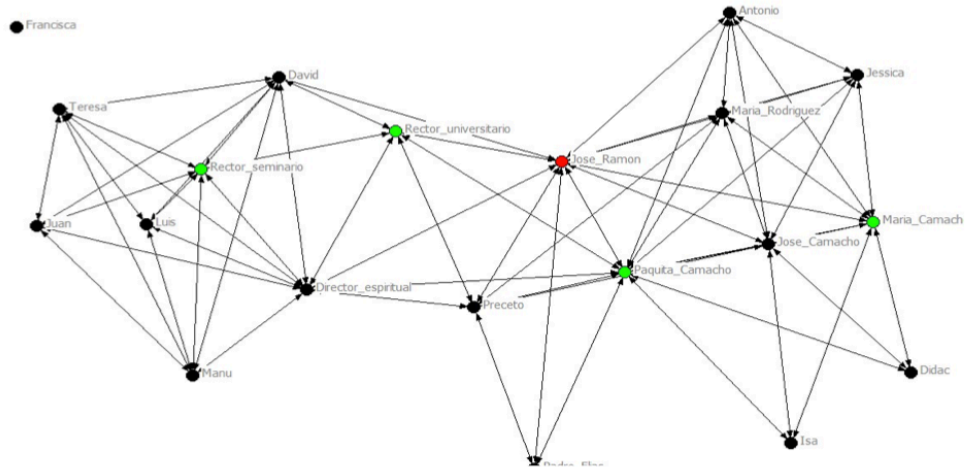 Francisca
Antonio
David
Jessica
Teresa
Maria_Rodriguez
Rector_universitario
Jose_Ramon
Rector_seminario
Juan
Luis
Maria_Camach
Jose_Camacho
Paquita_Camacho
Director_espiritual
Preceto
Manu
Didac
Isa